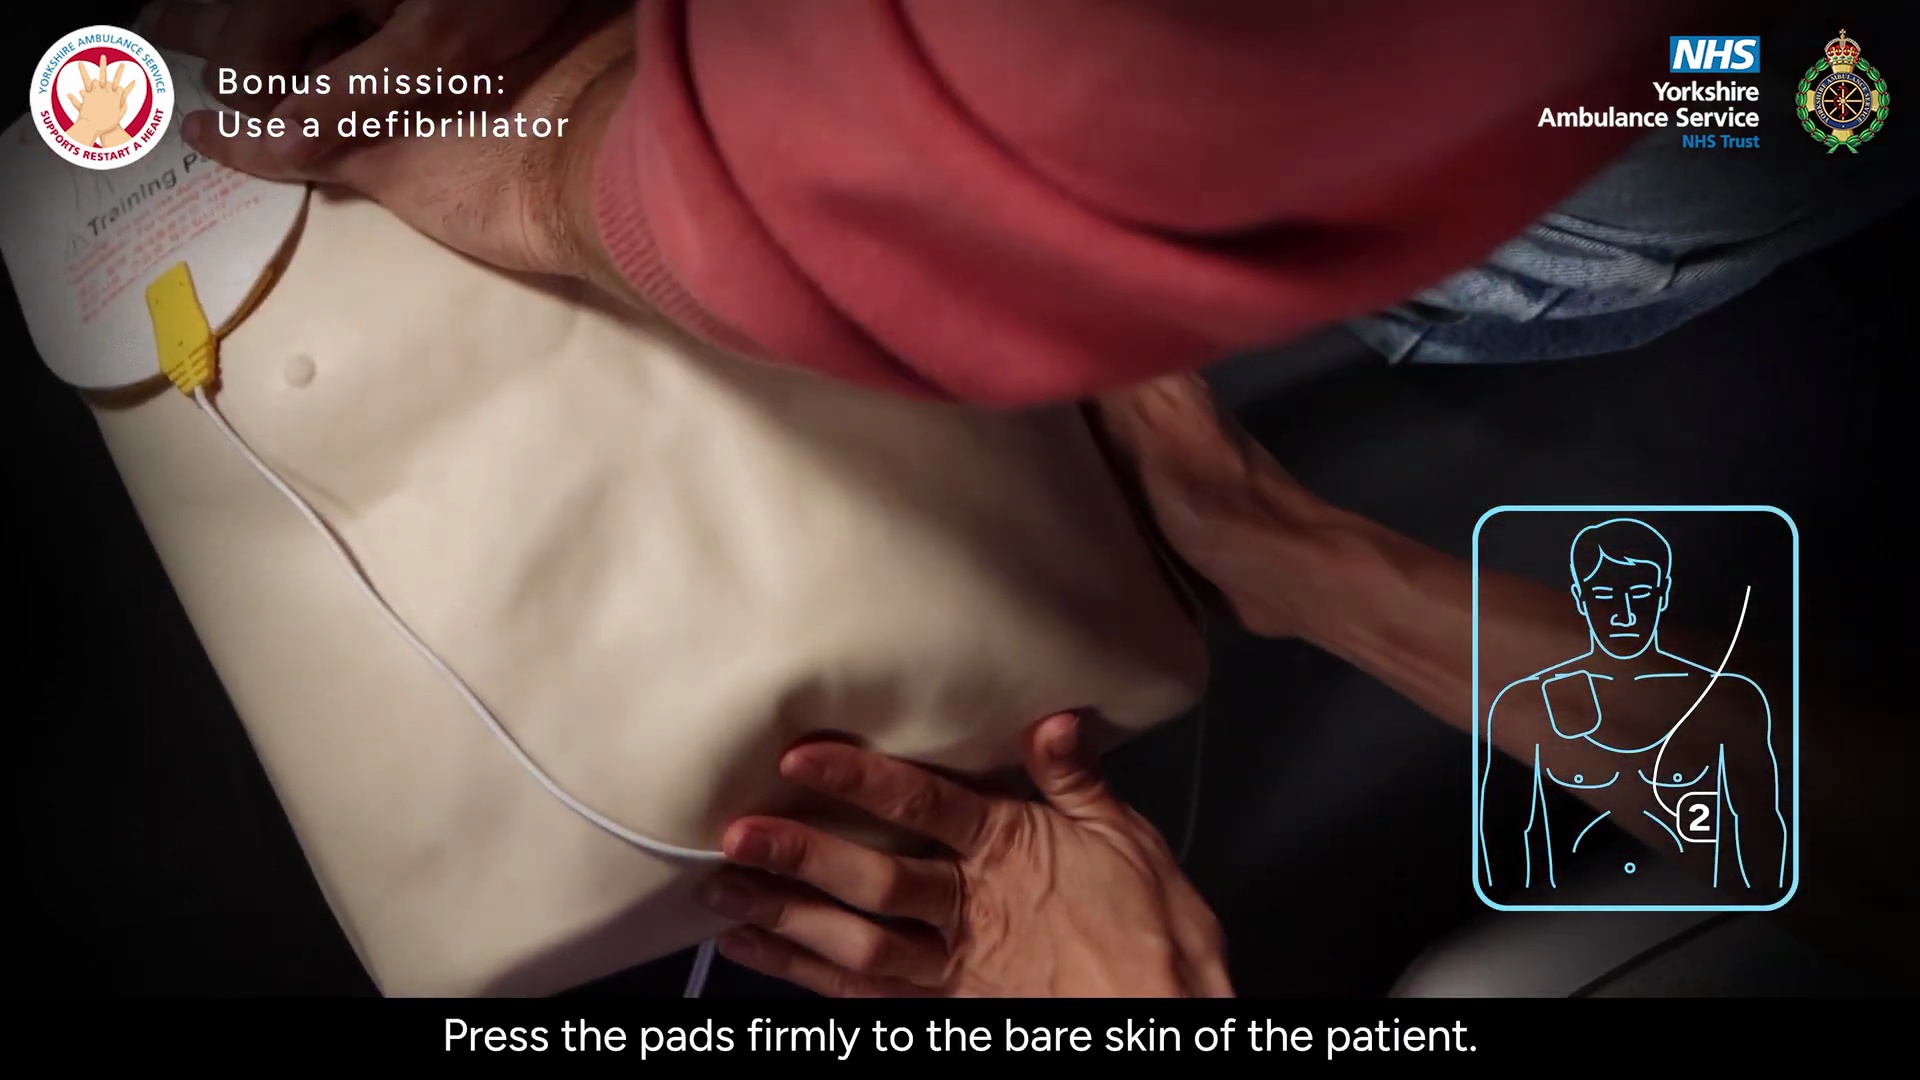 YORKSHIRE AMBULANCE SERVICE
SUPPORTS RESTART A HEART
Bonus mission:
Use a defibrillator
NHS
Yorkshire
Ambulance Service
NHS Trust
Training
2
Press the pads firmly to the bare skin of the patient.